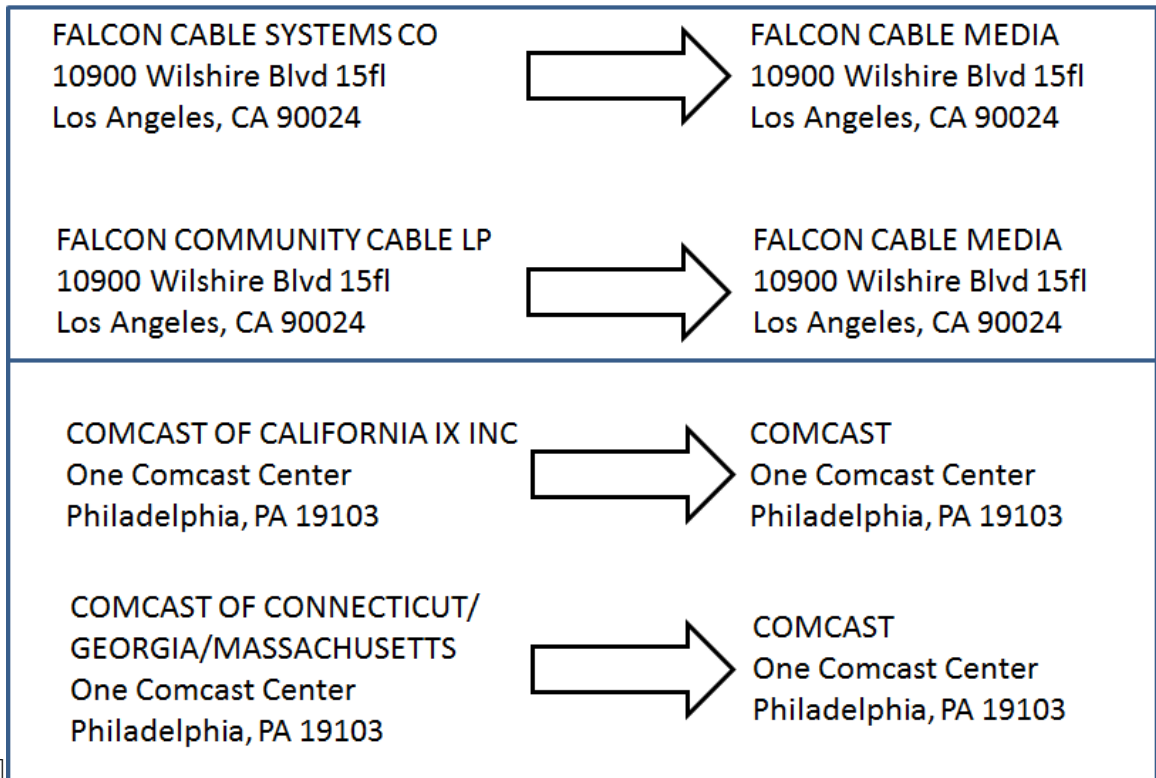 FALCON CABLE SYSTEMS CO
10900 Wilshire Blvd 15fl
Los Angeles, CA 90024
FALCON CABLE MEDIA
10900 Wilshire Blvd 15fl
Los Angeles, CA 90024
FALCON COMMUNITY CABLE LP
10900 Wilshire Blvd 15fl
Los Angeles, CA 90024
FALCON CABLE MEDIA
10900 Wilshire Blvd 15fl
Los Angeles, CA 90024
COMCAST OF CALIFORNIA IX INC
One Comcast Center
Philadelphia, PA 19103
COMCAST
One Comcast Center
Philadelphia, PA 19103
COMCAST OF CONNECTICUT/
GEORGIA/MASSACHUSETTS
One Comcast Center
Philadelphia, PA 19103
COMCAST
One Comcast Center
Philadelphia, PA 19103